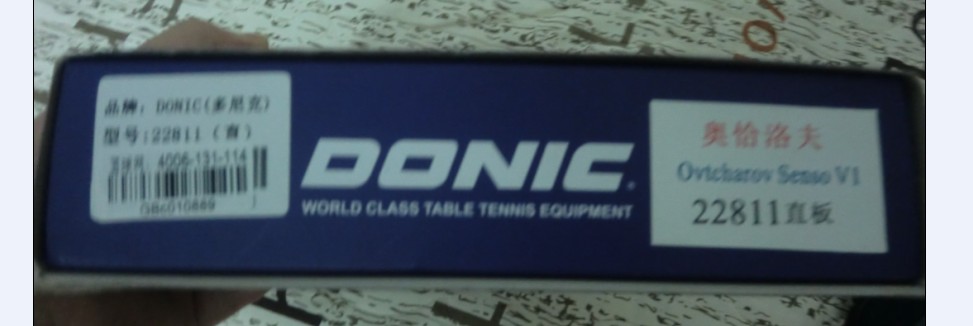 品牌: DONIC(多尼克)
型号:22811 (直)
4006-131-114
DONIC
WORLD CLASS TABLE TENNIS EQUIPMENT
奥恰洛夫
Ovtcharov Senso V1
22811直板